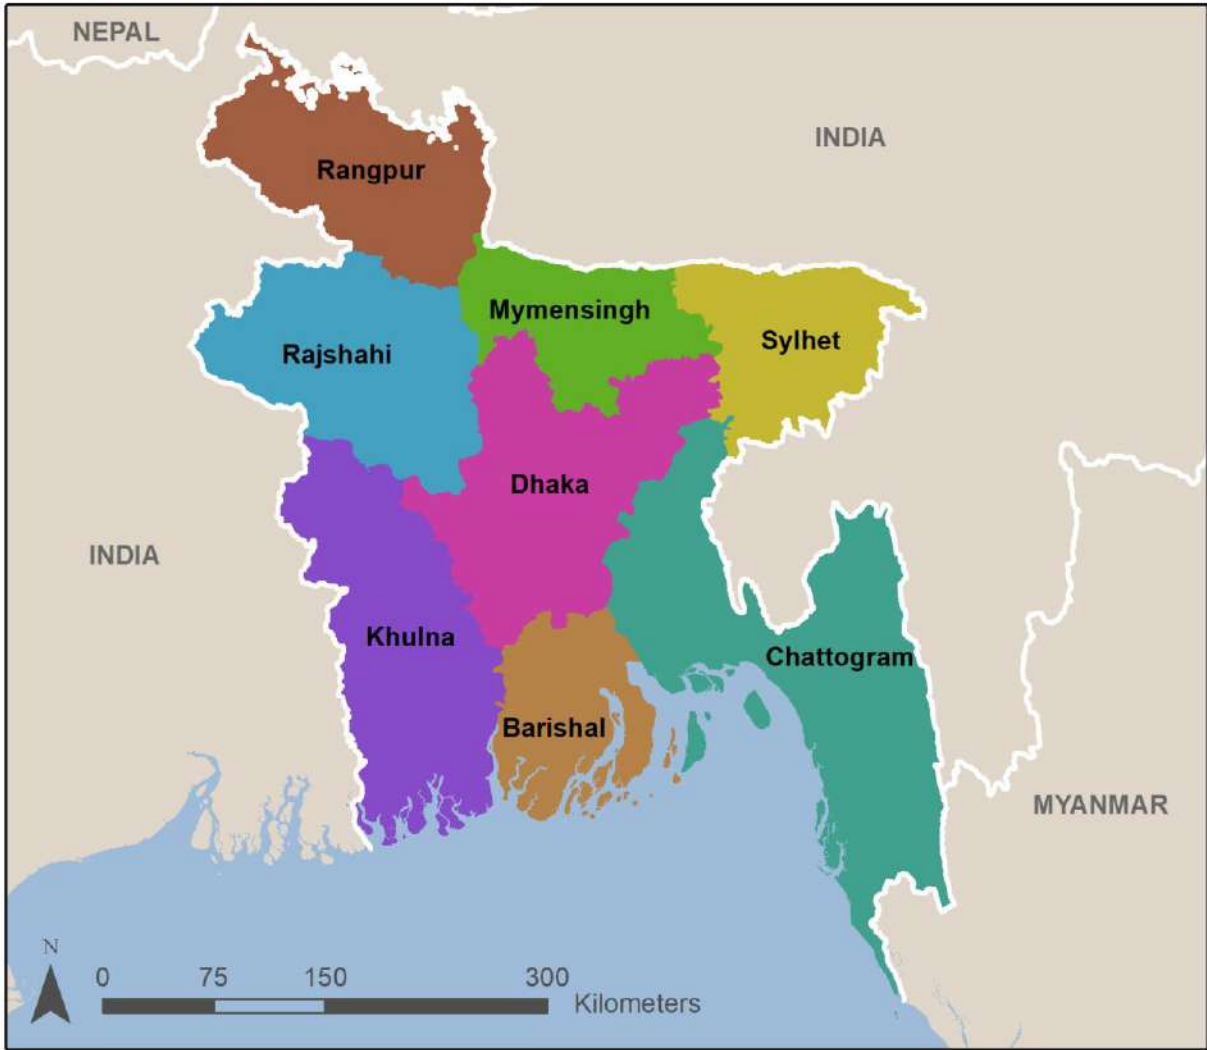 NEPAL
INDIA
Rangpur
Mymensingh
Sylhet
Rajshahi
Dhaka
INDIA
Khulna
Chattogram
Barishal
MYANMAR
N
0 75 150 300
Kilometers